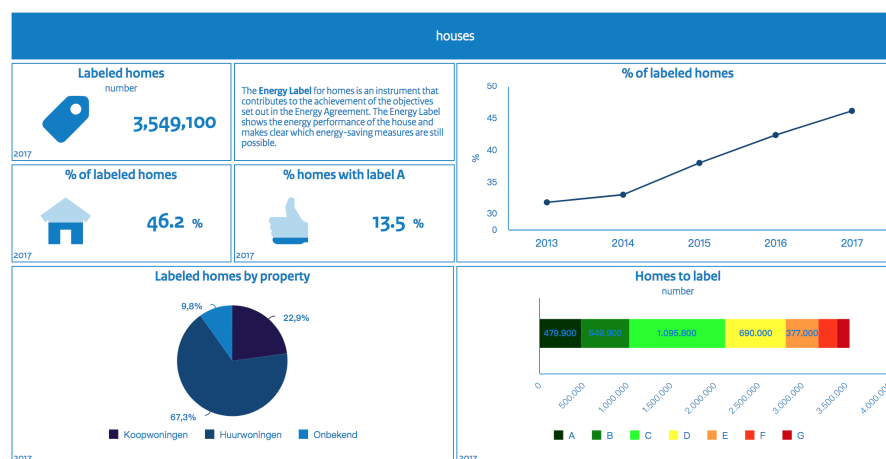 houses
Labeled homes
number
3,549,100
2017
The Energy Label for homes is an instrument that
contributes to the achievement of the objectives
set out in the Energy Agreement. The Energy Label
shows the energy performance of the house and
makes clear which energy-saving measures are still
possible.
% of labeled homes
46.2 %
2017
% homes with label A
13.5 %
2017
% of labeled homes
%
50
45
40
35
30
0
2013 2014 2015 2016 2017
Labeled homes by property
9,8%
22,9%
67,3%
Koopwoningen Huurwoningen Onbekend
2017
Homes to label
number
479.900 549.900 1.095.800 690.000 377.000
0 500.000 1.000.000 1.500.000 2.000.000 2.500.000 3.000.000 3.500.000 4.000.000
A B C D E F G
2017